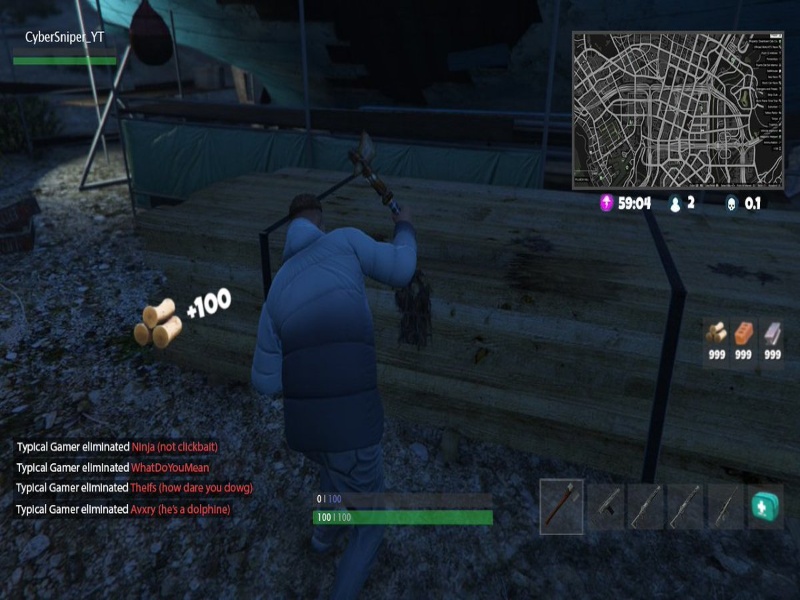 CyberSniper_YT
59:04 2 0.1
+100
999 999 999
Typical Gamer eliminated Ninja (not clickbait)
Typical Gamer eliminated WhatDoYouMean
Typical Gamer eliminated Thelfs (how dare you dowg)
Typical Gamer eliminated Avxry (he's a dolphine)
0 | 100
100 | 100